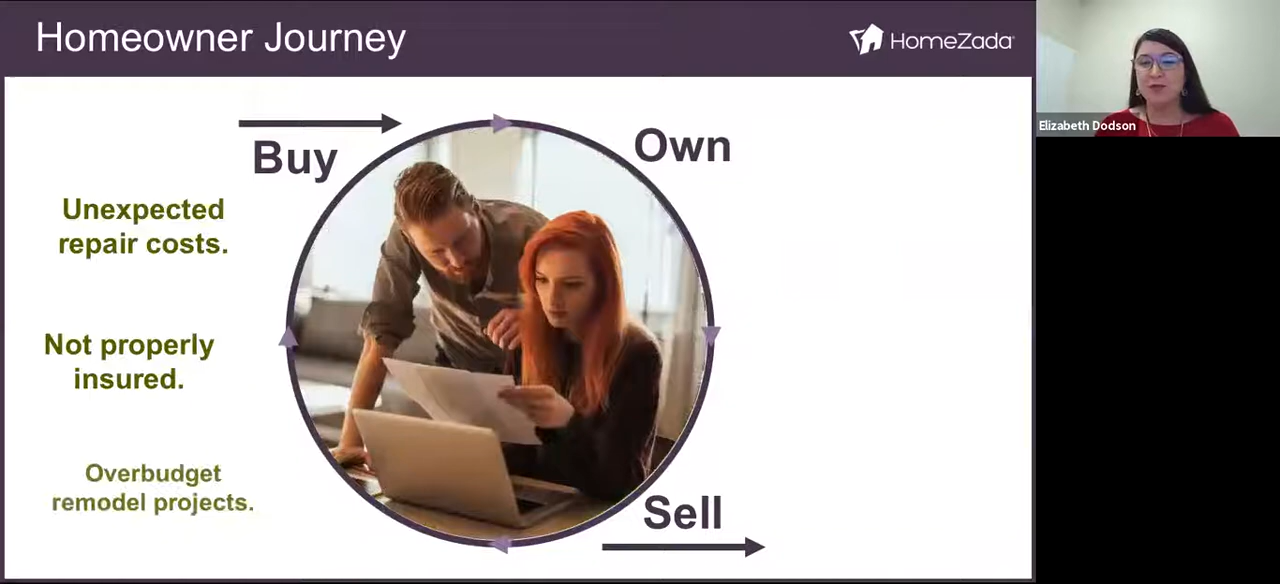 Homeowner Journey
HomeZada
Elizabeth Dodson
Buy
Own
Unexpected
repair costs.
Not properly
insured.
Overbudget
remodel projects.
Sell